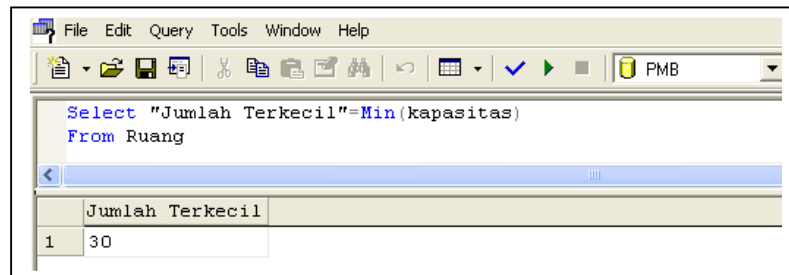 File Edit Query Tools Window Help
PMB
Select "Jumlah Terkecil"=Min(kapasitas)
From Ruang
Jumlah Terkecil
1 30